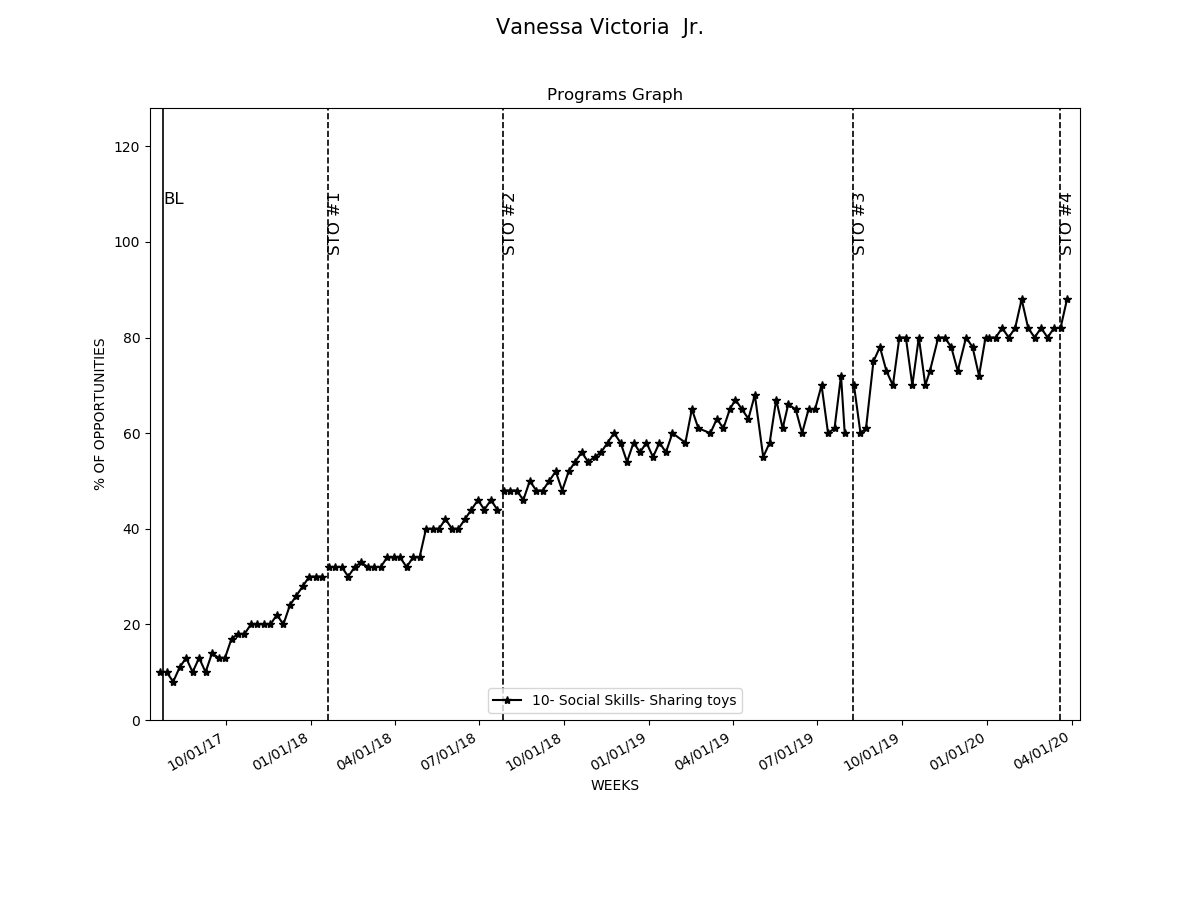 Vanessa Victoria  Jr.
Programs Graph
120
100
80
60
40
20
0
% OF OPPORTUNITIES
BL
STO #1
STO #2
STO #3
STO #4
10- Social Skills- Sharing toys
10/01/17
01/01/18
04/01/18
07/01/18
10/01/18
01/01/19
04/01/19
07/01/19
10/01/19
01/01/20
04/01/20
WEEKS